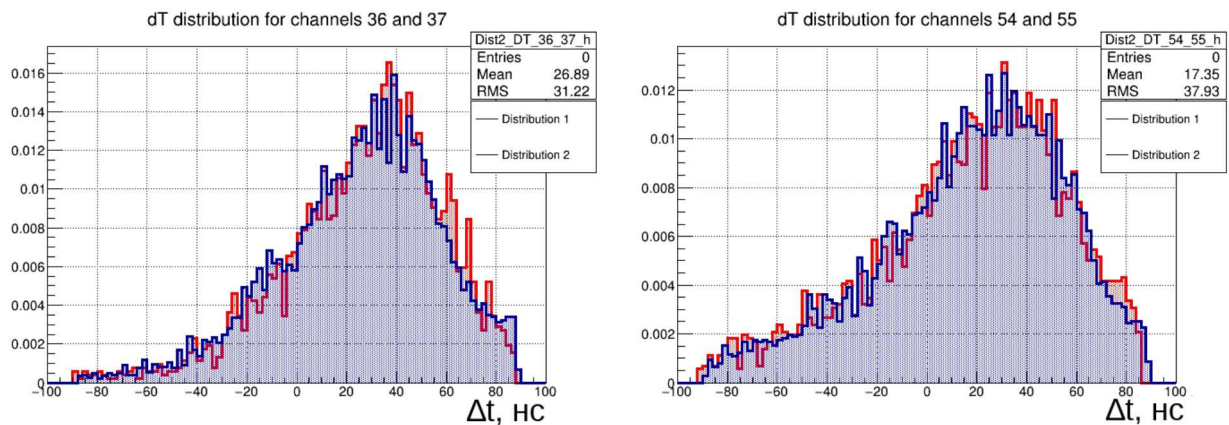 dT distribution for channels 36 and 37
Dist2_DT_36_37_h
Entries 0
Mean 26.89
RMS 31.22
Distribution 1
Distribution 2
0.016
0.014
0.012
0.01
0.008
0.006
0.004
0.002
0
−100 −80 −60 −40 −20 0 20 40 60 80 100
Δt, нс
dT distribution for channels 54 and 55
Dist2_DT_54_55_h
Entries 0
Mean 17.35
RMS 37.93
Distribution 1
Distribution 2
0.012
0.01
0.008
0.006
0.004
0.002
0
−100 −80 −60 −40 −20 0 20 40 60 80 100
Δt, нс